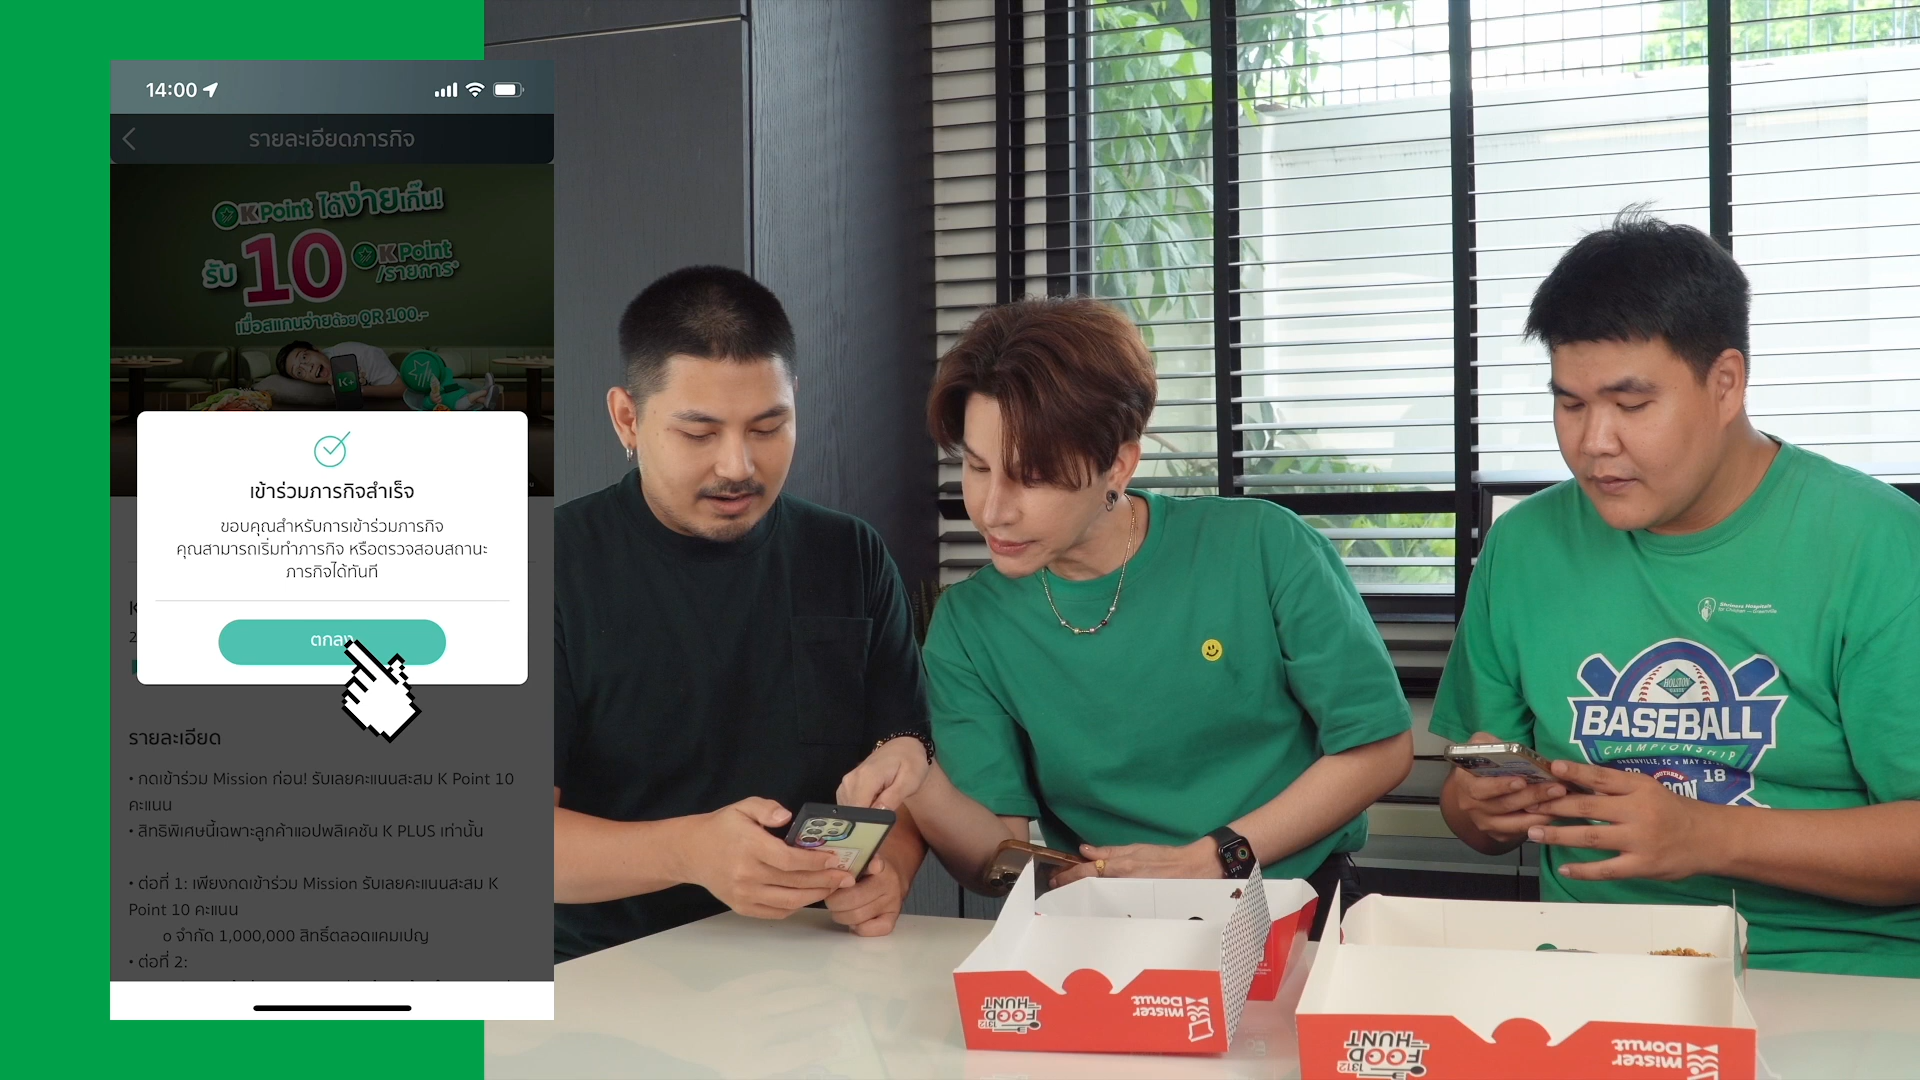 14:00
รายละเอียดภารกิจ
K Point ได้ง่ายเกิ๊น!
รับ 10 K Point
/รายการ*
เมื่อสแกนจ่ายด้วย QR 100.-
K+
เข้าร่วมภารกิจสำเร็จ
ขอบคุณสำหรับการเข้าร่วมภารกิจ
คุณสามารถเริ่มทำภารกิจ หรือตรวจสอบสถานะ
ภารกิจได้ทันที
ตกลง
รายละเอียด
• กดเข้าร่วม Mission ก่อน! รับเลยคะแนนสะสม K Point 10
คะแนน
• สิทธิพิเศษนี้เฉพาะลูกค้าแอปพลิเคชัน K PLUS เท่านั้น
• ต่อที่ 1: เพียงกดเข้าร่วม Mission รับเลยคะแนนสะสม K
Point 10 คะแนน
o จำกัด 1,000,000 สิทธิ์ตลอดแคมเปญ
• ต่อที่ 2:
Shriners Hospitals
for Children — Greenville
HOUSTON
BASEBALL
CHAMPIONSHIP
GREENVILLE, SC • MAY
20 18
SOUTHERN
1312
FOOD
HUNT
mister
Donut
1312
FOOD
HUNT
mister
Donut